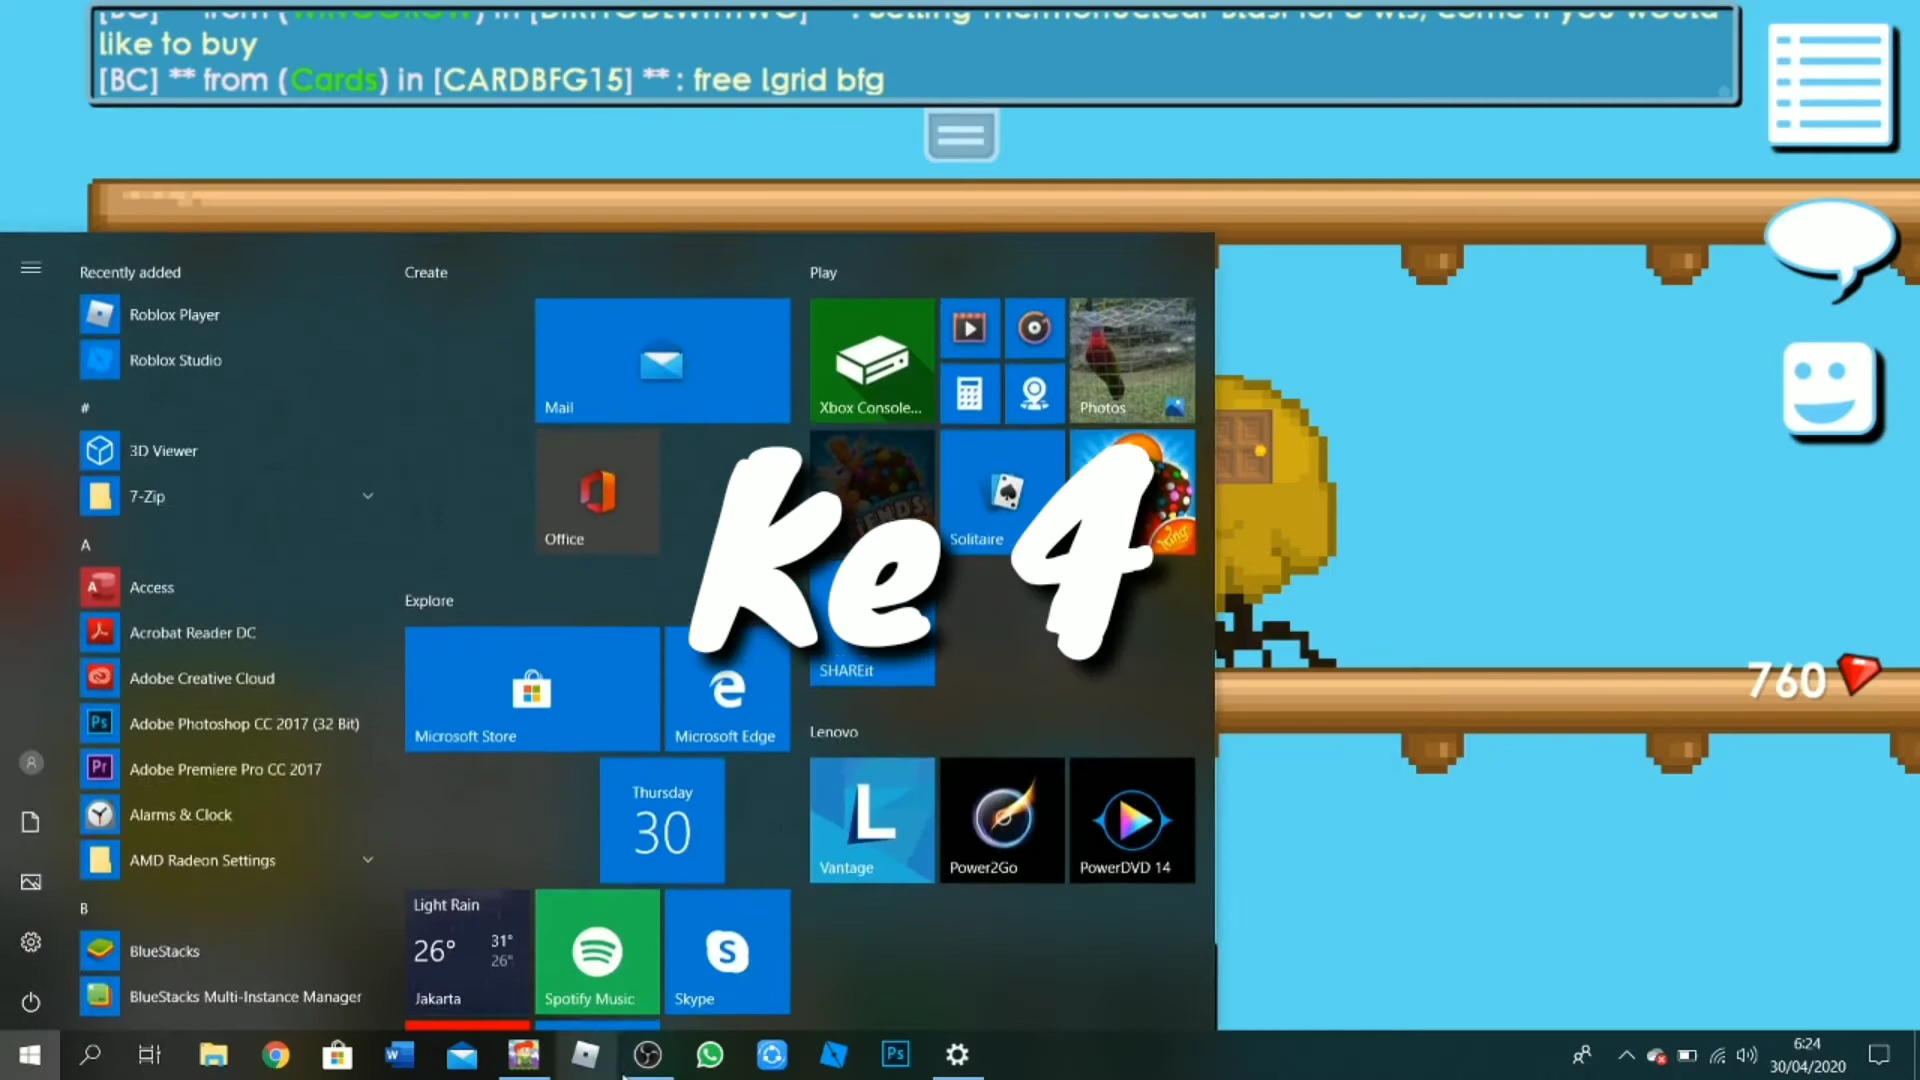 like to buy
[BC] ** from (Cards) in [CARDBFG15] ** : free lgrid bfg
Recently added
Create
Play
Roblox Player
Roblox Studio
Mail
Xbox Console...
Photos
#
3D Viewer
7-Zip
Office
Solitaire
King
Ke 4
A
Access
Explore
Acrobat Reader DC
SHAREit
760
Adobe Creative Cloud
Adobe Photoshop CC 2017 (32 Bit)
Microsoft Store
Microsoft Edge
Lenovo
Adobe Premiere Pro CC 2017
Thursday
30
Alarms & Clock
AMD Radeon Settings
Vantage
Power2Go
PowerDVD 14
B
Light Rain
26° 31°
26°
BlueStacks
Jakarta
Spotify Music
Skype
BlueStacks Multi-Instance Manager
6:24
30/04/2020